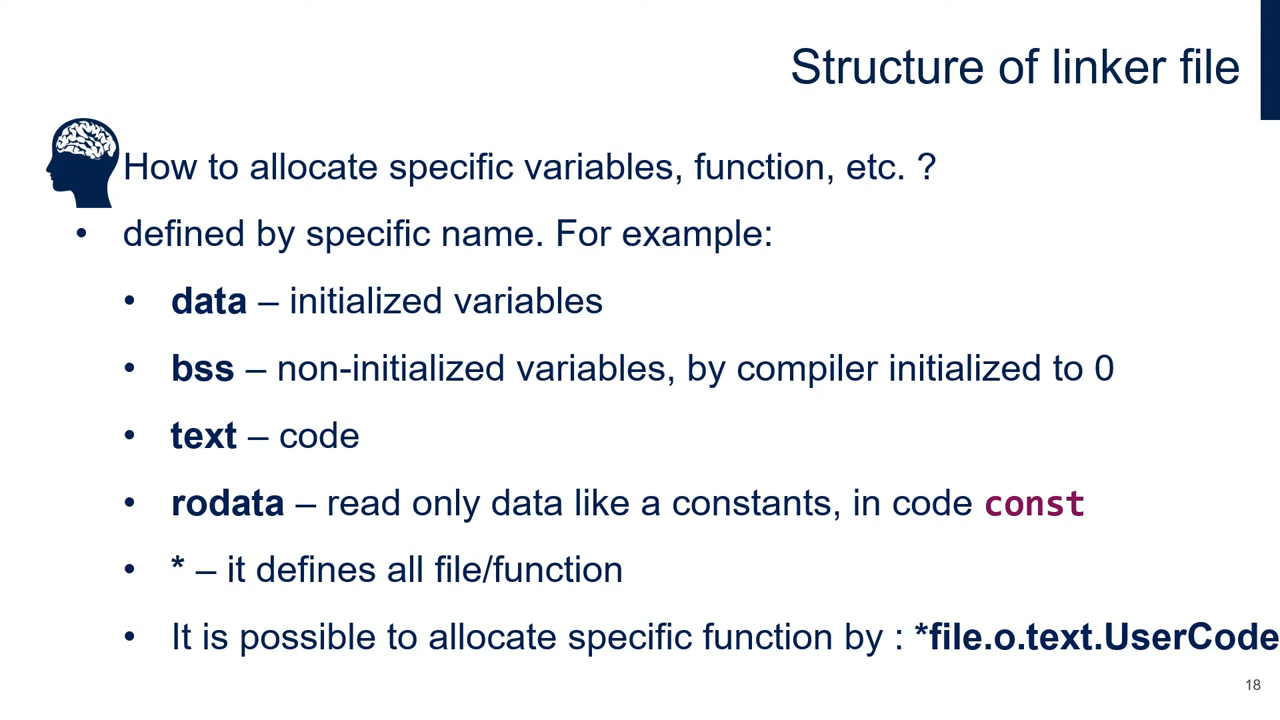 Structure of linker file
How to allocate specific variables, function, etc. ?
• defined by specific name. For example:
• data – initialized variables
• bss – non-initialized variables, by compiler initialized to 0
• text – code
• rodata – read only data like a constants, in code const
• * – it defines all file/function
• It is possible to allocate specific function by : *file.o.text.UserCode
18